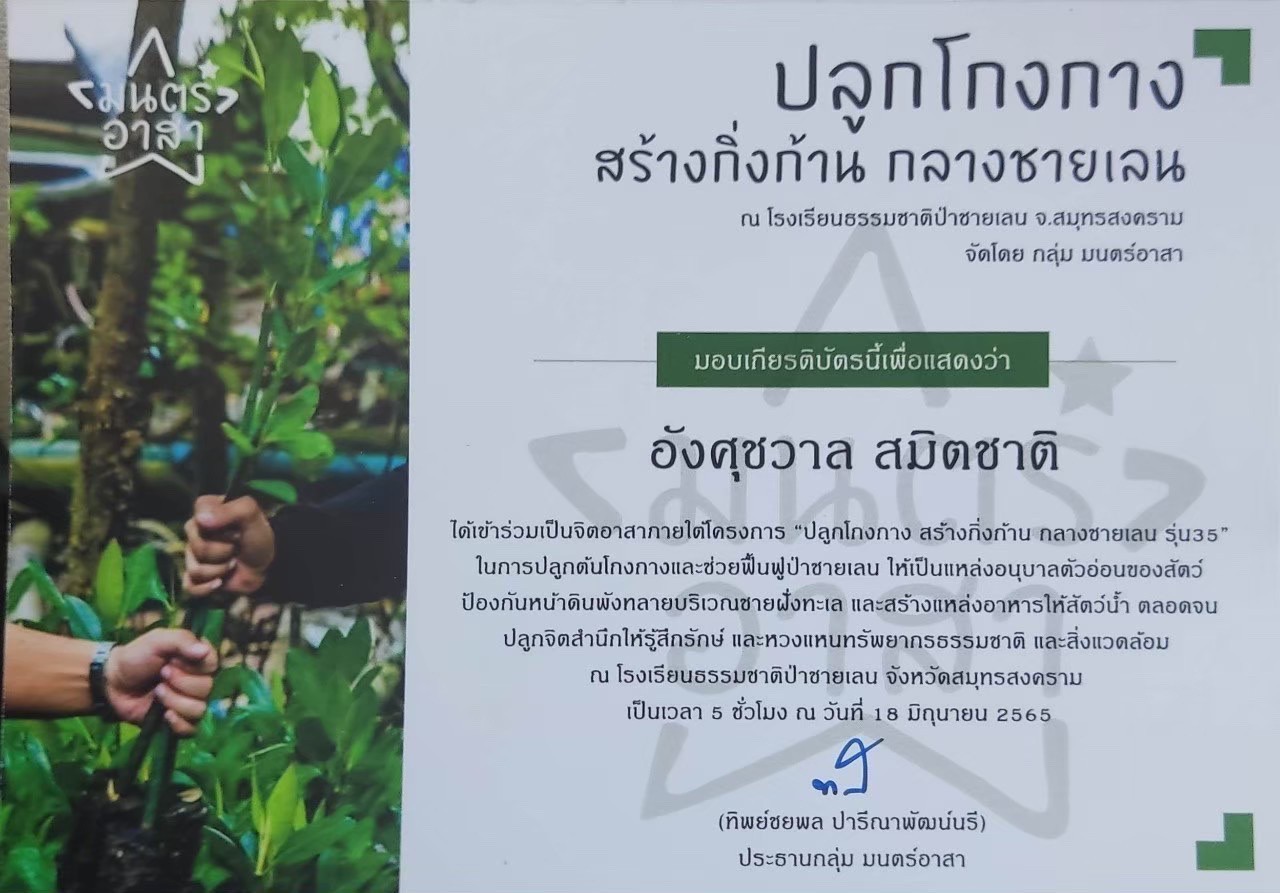 มนตร์
อาสา
ปลูกโกงกาง
สร้างกิ่งก้าน กลางชายเลน
ณ โรงเรียนธรรมชาติป่าชายเลน จ.สมุทรสงคราม
จัดโดย กลุ่ม มนตร์อาสา
มอบเกียรติบัตรนี้เพื่อแสดงว่า
อังศุชวาล สมิตชาติ
ได้เข้าร่วมเป็นจิตอาสาภายใต้โครงการ “ปลูกโกงกาง สร้างกิ่งก้าน กลางชายเลน รุ่น35”
ในการปลูกต้นโกงกางและช่วยฟื้นฟูป่าชายเลน ให้เป็นแหล่งอนุบาลตัวอ่อนของสัตว์
ป้องกันหน้าดินพังทลายบริเวณชายฝั่งทะเล และสร้างแหล่งอาหารให้สัตว์น้ำ ตลอดจน
ปลูกจิตสำนึกให้รู้สึกรักษ์ และหวงแหนทรัพยากรธรรมชาติ และสิ่งแวดล้อม
ณ โรงเรียนธรรมชาติป่าชายเลน จังหวัดสมุทรสงคราม
เป็นเวลา 5 ชั่วโมง ณ วันที่ 18 มิถุนายน 2565
(ทิพย์ชยพล ปารีณาพัฒน์นรี)
ประธานกลุ่ม มนตร์อาสา